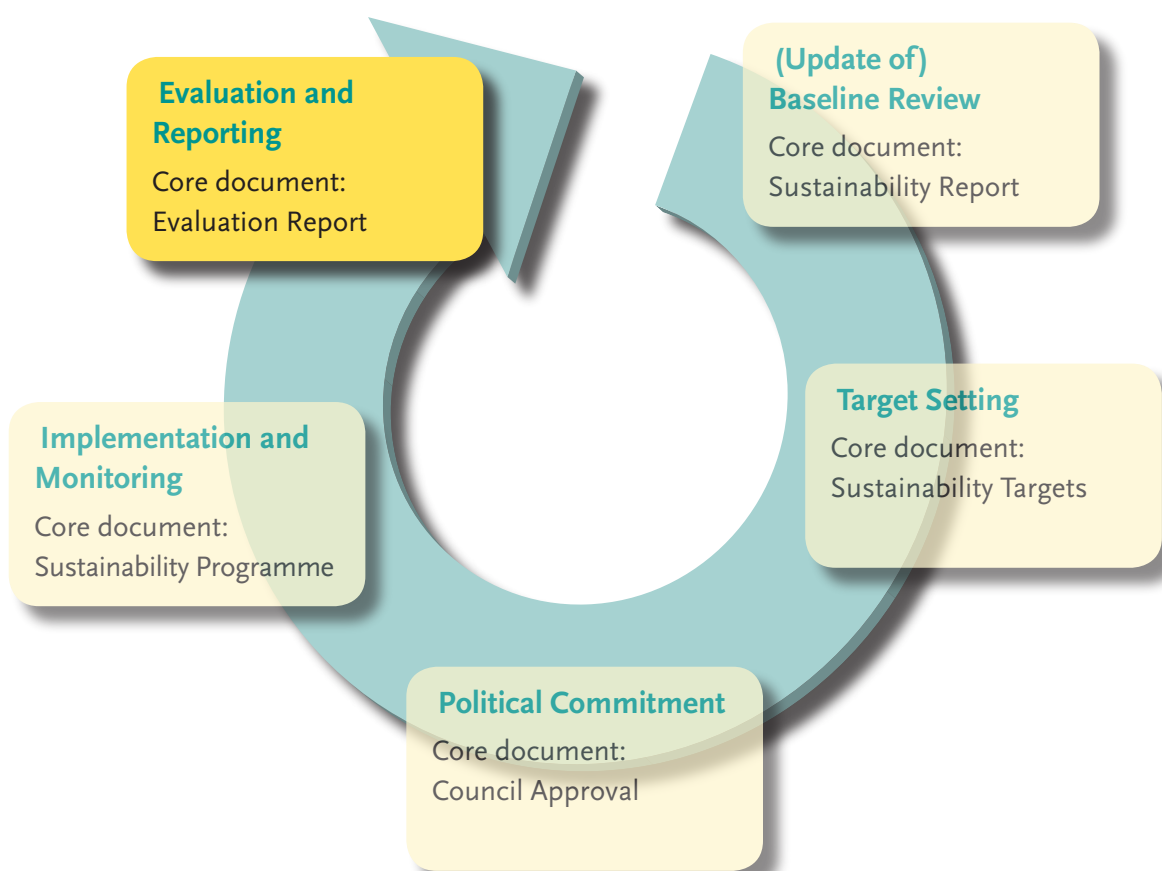 (Update of)
Baseline Review
Core document:
Sustainability Report
Target Setting
Core document:
Sustainability Targets
Political Commitment
Core document:
Council Approval
Implementation and
Monitoring
Core document:
Sustainability Programme
Evaluation and
Reporting
Core document:
Evaluation Report